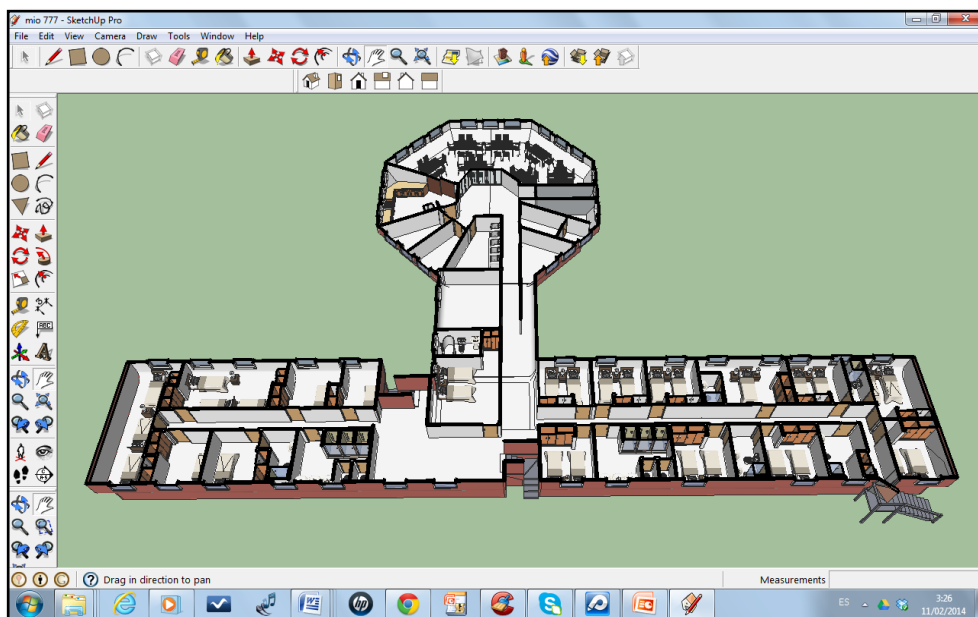 mio 777 - SketchUp Pro
File Edit View Camera Draw Tools Window Help
ABC
Drag in direction to pan
Measurements
ES
3:26
11/02/2014